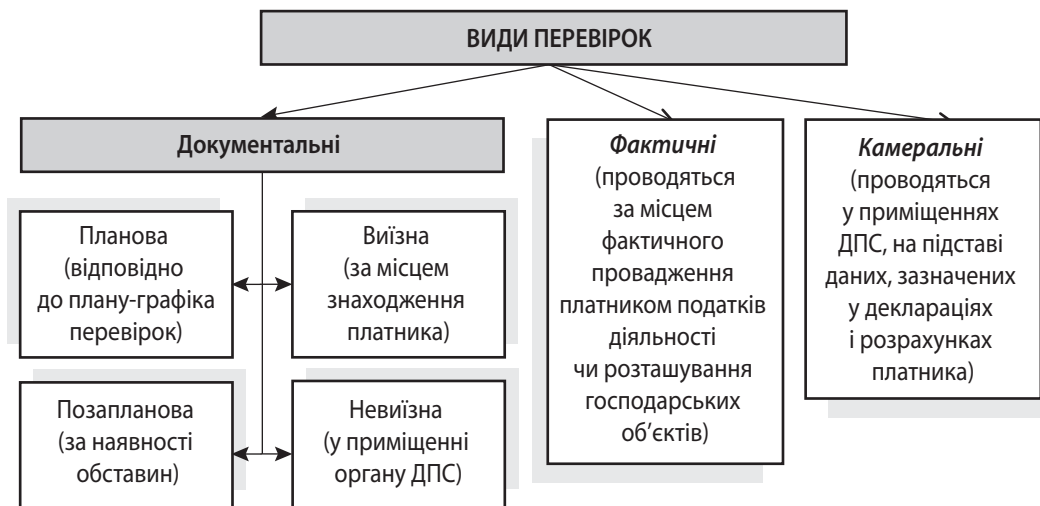 ВИДИ ПЕРЕВІРОК
Документальні
Планова
(відповідно
до плану-графіка
перевірок)
Виїзна
(за місцем
знаходження
платника)
Позапланова
(за наявності
обставин)
Невиїзна
(у приміщенні
органу ДПС)
Фактичні
(проводяться
за місцем
фактичного
провадження
платником податків
діяльності
чи розташування
господарських
об’єктів)
Камеральні
(проводяться
у приміщеннях
ДПС, на підставі
даних, зазначених
у деклараціях
і розрахунках
платника)